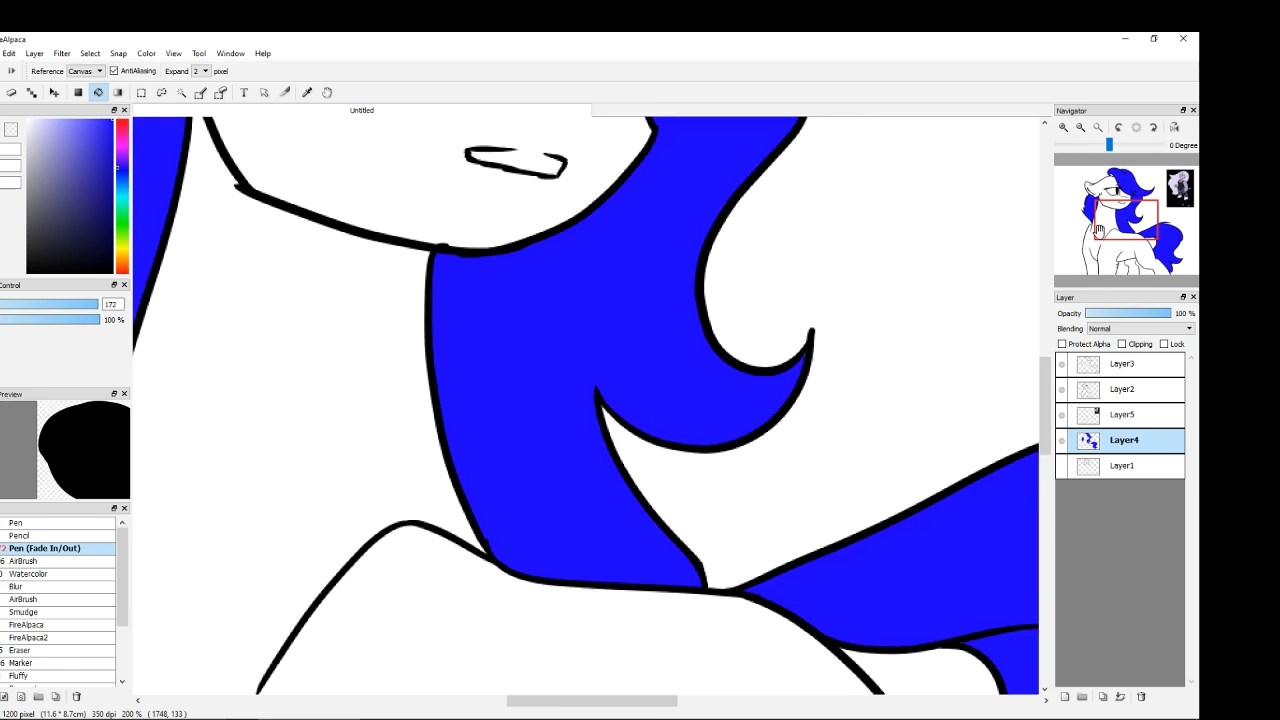 reAlpaca
Edit Layer Filter Select Snap Color View Tool Window Help
Reference Canvas AntiAliasing Expand 2 pixel
Untitled
Navigator
0 Degree
Control
172
100 %
Layer
Opacity 100 %
Blending Normal
Protect Alpha Clipping Lock
Layer3
Layer2
Layer5
Layer4
Layer1
Preview
Pen
Pencil
Pen (Fade In/Out)
AirBrush
Watercolor
Blur
AirBrush
Smudge
FireAlpaca
FireAlpaca2
Eraser
Marker
Fluffy
1200 pixel (11.6 * 8.7cm) 350 dpi 200 % ( 1748, 133 )